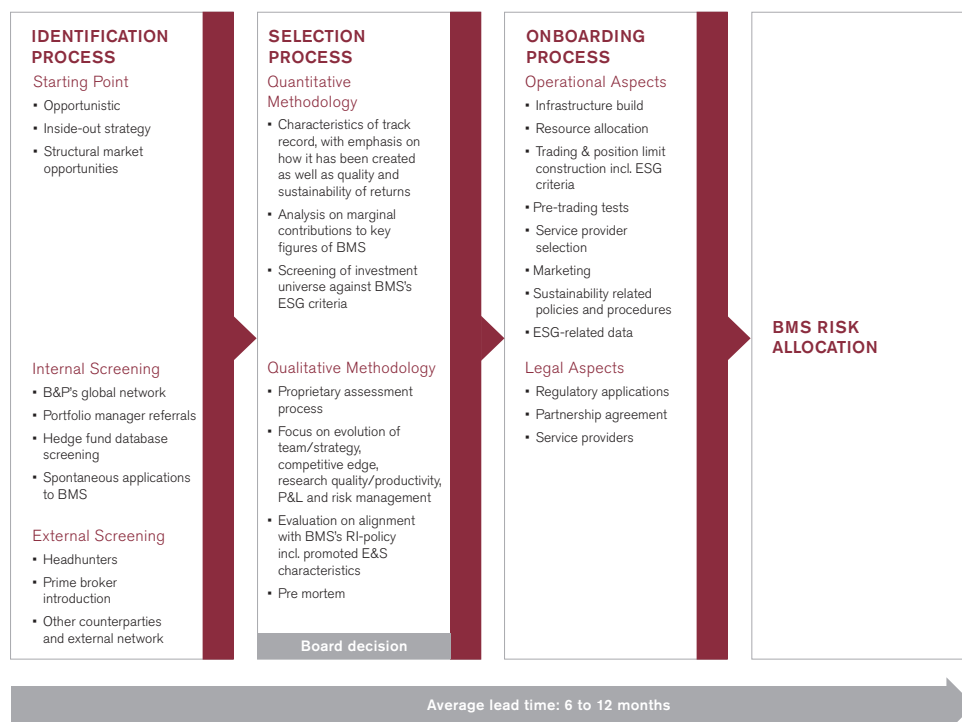 IDENTIFICATION
PROCESS
Starting Point
▪ Opportunistic
▪ Inside-out strategy
▪ Structural market
opportunities
Internal Screening
▪ B&P's global network
▪ Portfolio manager referrals
▪ Hedge fund database
screening
▪ Spontaneous applications
to BMS
External Screening
▪ Headhunters
▪ Prime broker
introduction
▪ Other counterparties
and external network
SELECTION
PROCESS
Quantitative
Methodology
▪ Characteristics of track
record, with emphasis on
how it has been created
as well as quality and
sustainability of returns
▪ Analysis on marginal
contributions to key
figures of BMS
▪ Screening of investment
universe against BMS's
ESG criteria
Qualitative Methodology
▪ Proprietary assessment
process
▪ Focus on evolution of
team/strategy,
competitive edge,
research quality/productivity,
P&L and risk management
▪ Evaluation on alignment
with BMS's RI-policy
incl. promoted E&S
characteristics
▪ Pre mortem
Board decision
ONBOARDING
PROCESS
Operational Aspects
▪ Infrastructure build
▪ Resource allocation
▪ Trading & position limit
construction incl. ESG
criteria
▪ Pre-trading tests
▪ Service provider
selection
▪ Marketing
▪ Sustainability related
policies and procedures
▪ ESG-related data
Legal Aspects
▪ Regulatory applications
▪ Partnership agreement
▪ Service providers
BMS RISK
ALLOCATION
Average lead time: 6 to 12 months